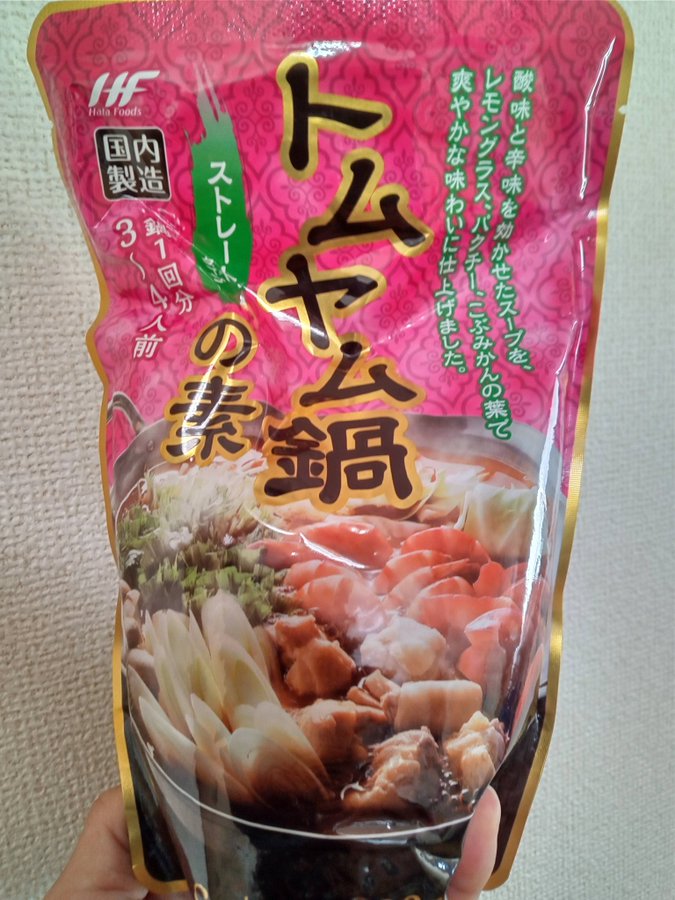 HF
Hata Foods
国内
製造
鍋1回分
3～4人前
ストレート
トムヤム鍋
の素
酸味と辛味を効かせたスープを、
レモングラス、パクチー、こぶみかんの葉で
爽やかな味わいに仕上げました。